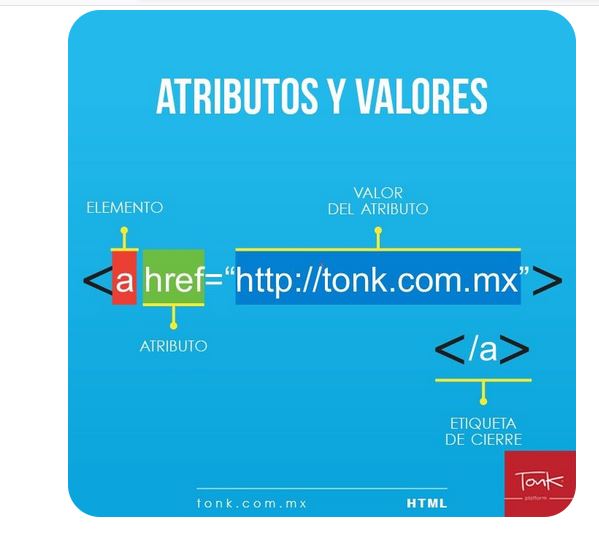 ATRIBUTOS Y VALORES
VALOR
DEL ATRIBUTO
ELEMENTO
<a href=“http://tonk.com.mx”>
ATRIBUTO
</a>
ETIQUETA
DE CIERRE
Tonk
platform
tonk.com.mx
HTML